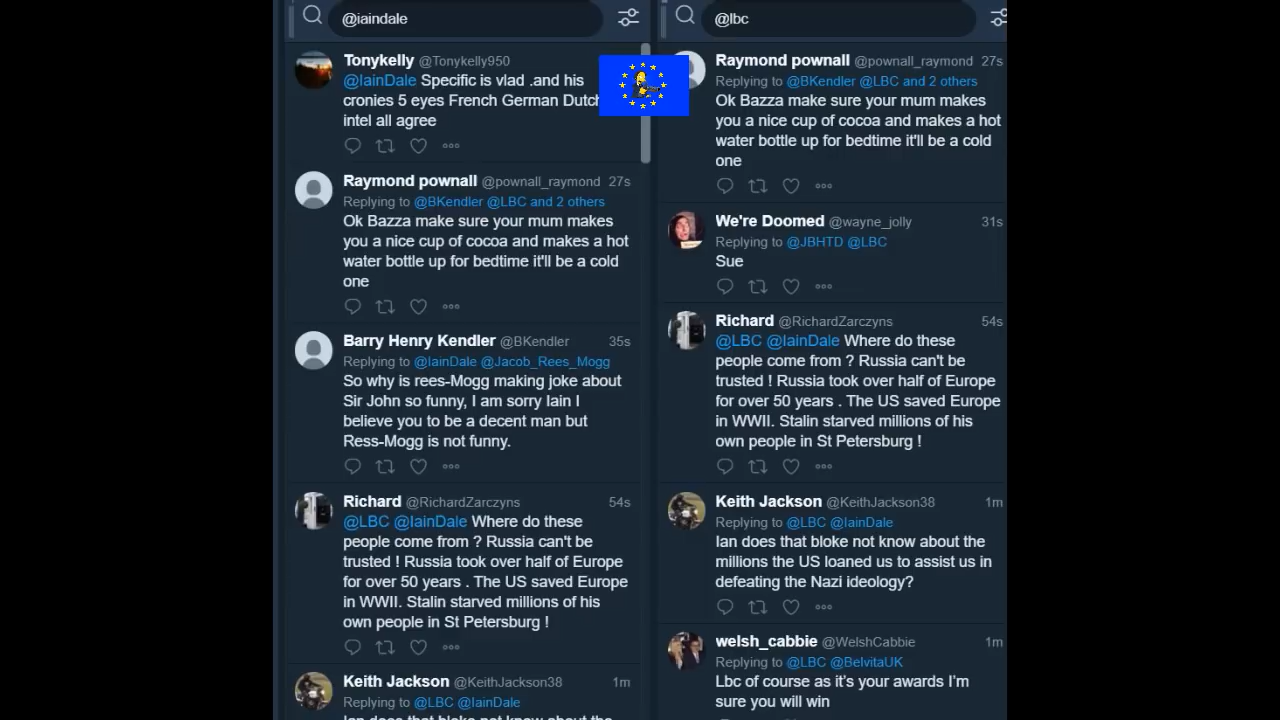 @iaindale
Tonykelly @Tonykelly950
@IainDale Specific is vlad .and his
cronies 5 eyes French German Dutch
intel all agree
Raymond pownall @pownall_raymond 27s
Replying to @BKendler @LBC and 2 others
Ok Bazza make sure your mum makes
you a nice cup of cocoa and makes a hot
water bottle up for bedtime it'll be a cold
one
Barry Henry Kendler @BKendler 35s
Replying to @IainDale @Jacob_Rees_Mogg
So why is rees-Mogg making joke about
Sir John so funny, I am sorry Iain I
believe you to be a decent man but
Ress-Mogg is not funny.
Richard @RichardZarczyns 54s
@LBC @IainDale Where do these
people come from ? Russia can't be
trusted ! Russia took over half of Europe
for over 50 years . The US saved Europe
in WWII. Stalin starved millions of his
own people in St Petersburg !
Keith Jackson @KeithJackson38 1m
Replying to @LBC @IainDale
Ian does that bloke not know about the
@lbc
Raymond pownall @pownall_raymond 27s
Replying to @BKendler @LBC and 2 others
Ok Bazza make sure your mum makes
you a nice cup of cocoa and makes a hot
water bottle up for bedtime it'll be a cold
one
We're Doomed @wayne_jolly 31s
Replying to @JBHTD @LBC
Sue
Richard @RichardZarczyns 54s
@LBC @IainDale Where do these
people come from ? Russia can't be
trusted ! Russia took over half of Europe
for over 50 years . The US saved Europe
in WWII. Stalin starved millions of his
own people in St Petersburg !
Keith Jackson @KeithJackson38 1m
Replying to @LBC @IainDale
Ian does that bloke not know about the
millions the US loaned us to assist us in
defeating the Nazi ideology?
welsh_cabbie @WelshCabbie 1m
Replying to @LBC @BelvitaUK
Lbc of course as it's your awards I'm
sure you will win